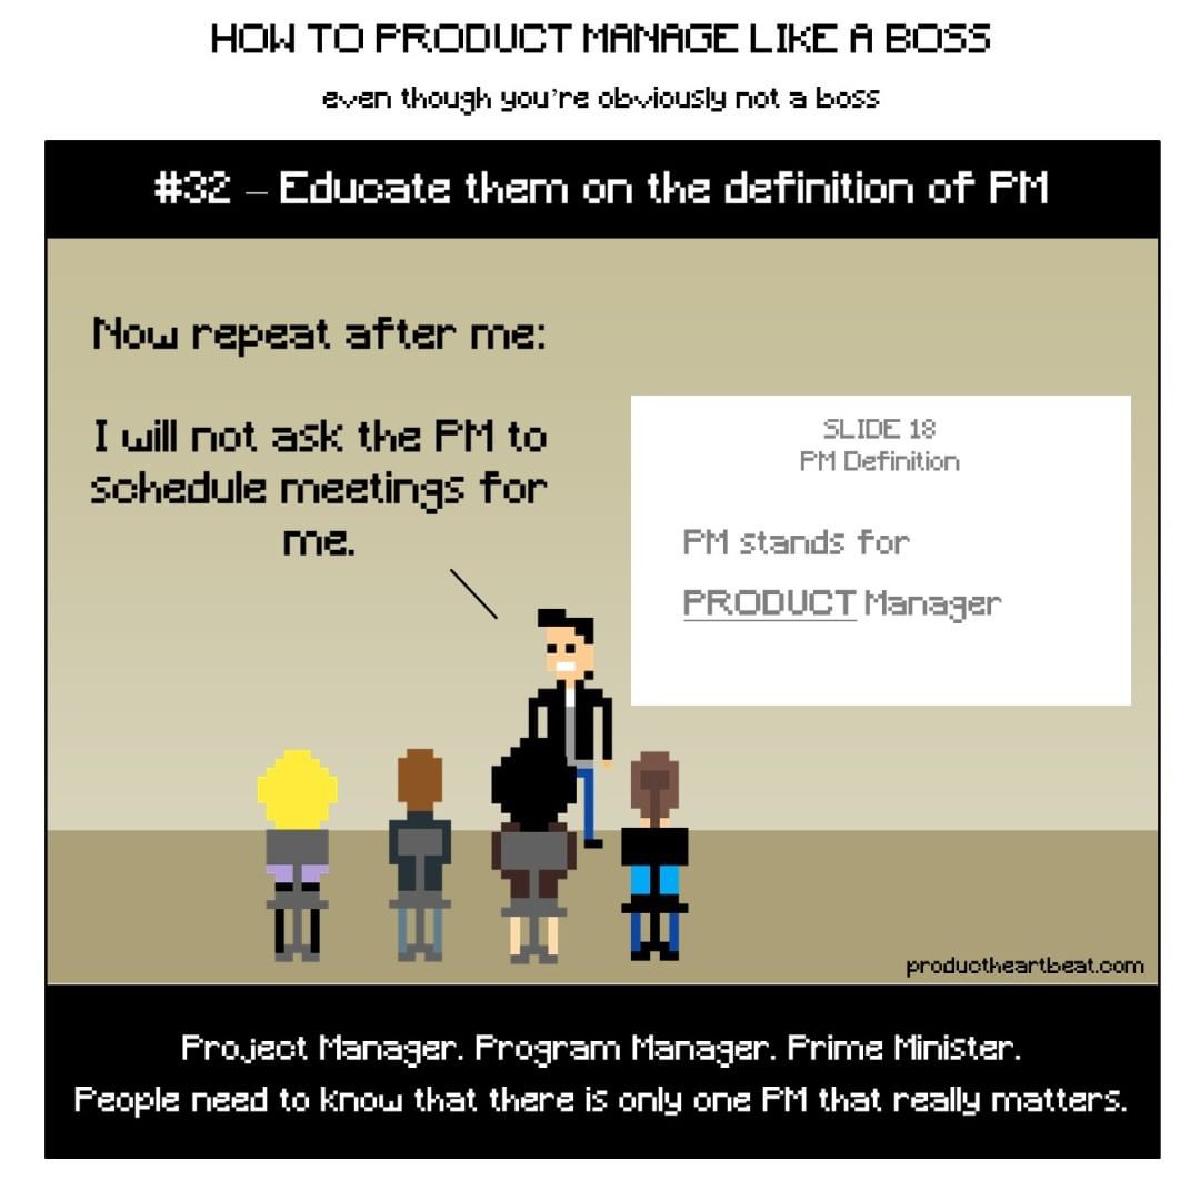 HOW TO PRODUCT MANAGE LIKE A BOSS
even though you're obviously not a boss
#32 – Educate them on the definition of PM
Now repeat after me:
I will not ask the PM to
schedule meetings for
me.
SLIDE 18
PM Definition
PM stands for
PRODUCT Manager
productheartbeat.com
Project Manager. Program Manager. Prime Minister.
People need to know that there is only one PM that really matters.